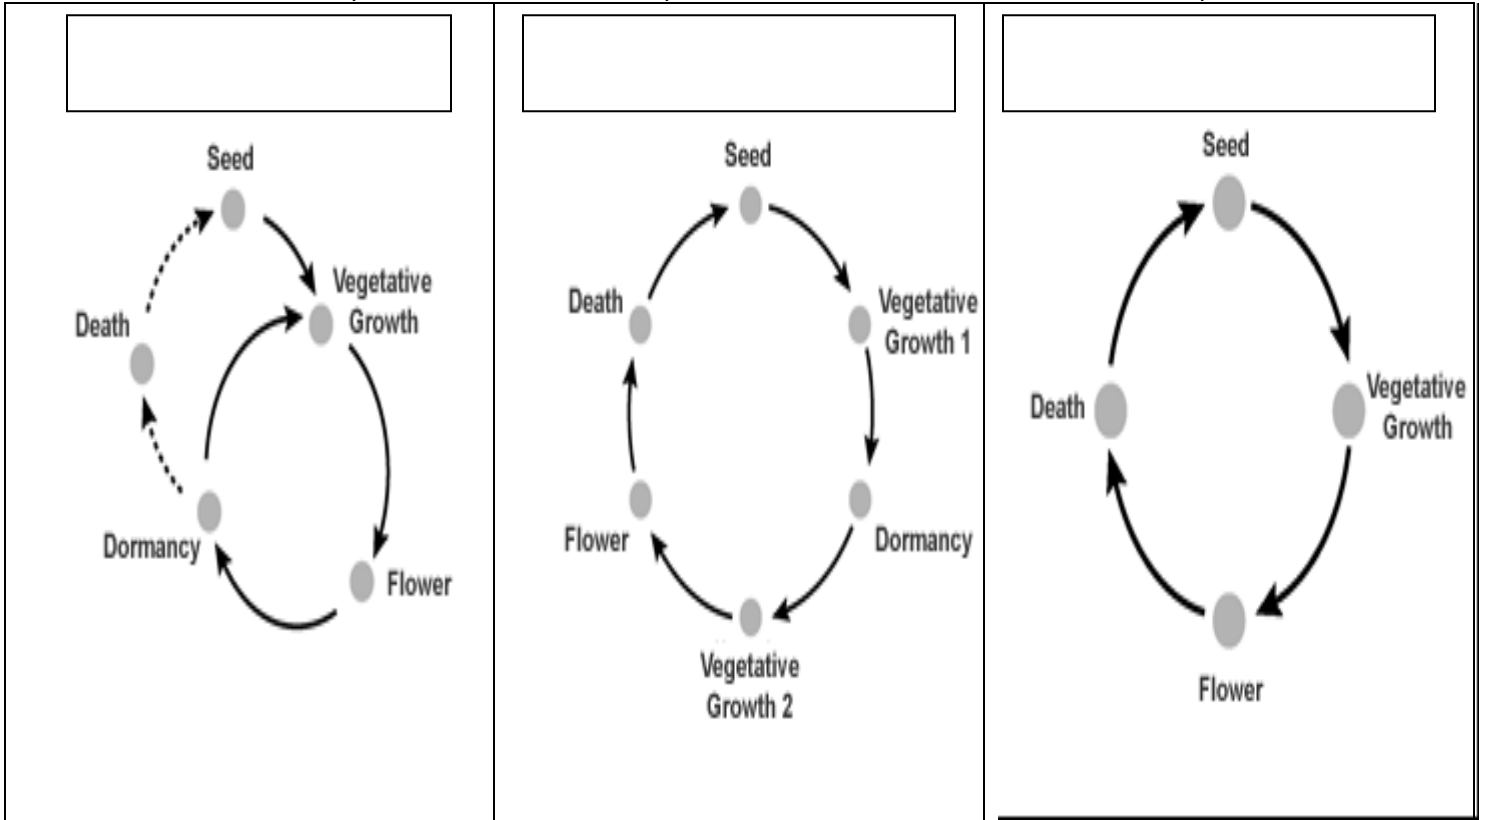 Seed
Vegetative
Growth
Death
Dormancy
Flower
Seed
Death
Vegetative
Growth 1
Flower
Dormancy
Vegetative
Growth 2
Seed
Death
Vegetative
Growth
Flower